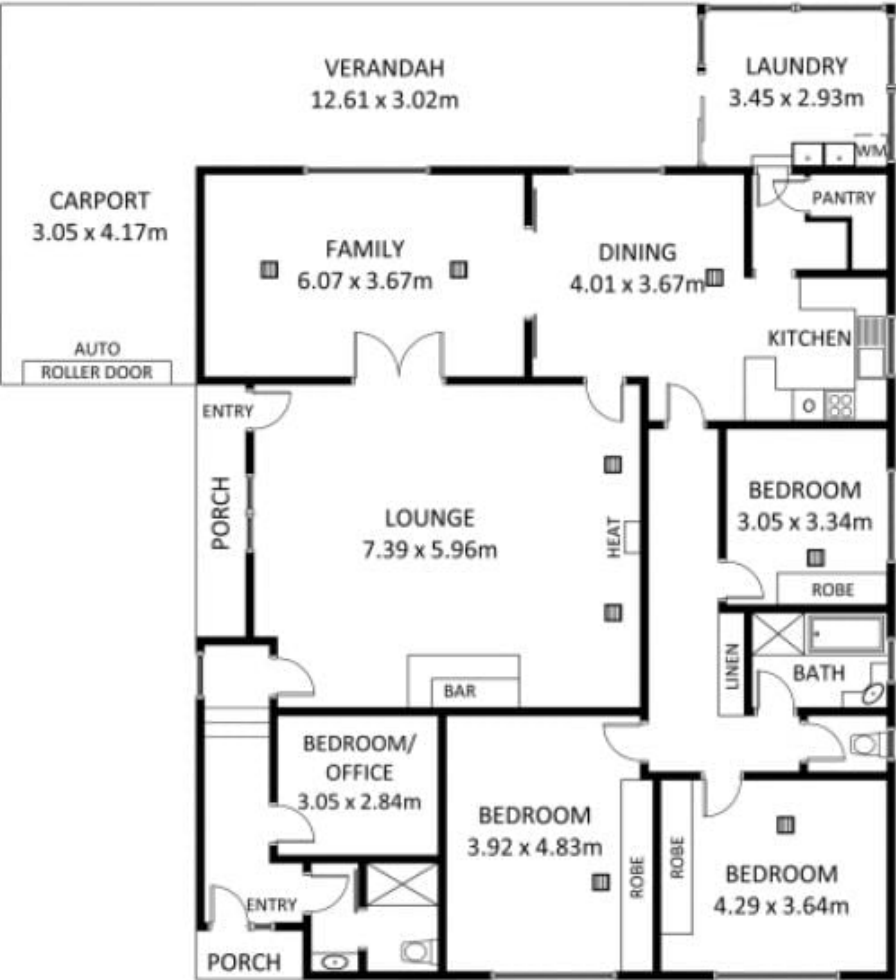 VERANDAH
12.61 x 3.02m
LAUNDRY
3.45 x 2.93m
WM
CARPORT
3.05 x 4.17m
PANTRY
FAMILY
6.07 x 3.67m
DINING
4.01 x 3.67m
KITCHEN
AUTO
ROLLER DOOR
ENTRY
PORCH
LOUNGE
7.39 x 5.96m
HEAT
BEDROOM
3.05 x 3.34m
ROBE
LINEN
BATH
BAR
BEDROOM/
OFFICE
3.05 x 2.84m
BEDROOM
3.92 x 4.83m
ROBE
ROBE
BEDROOM
4.29 x 3.64m
ENTRY
PORCH